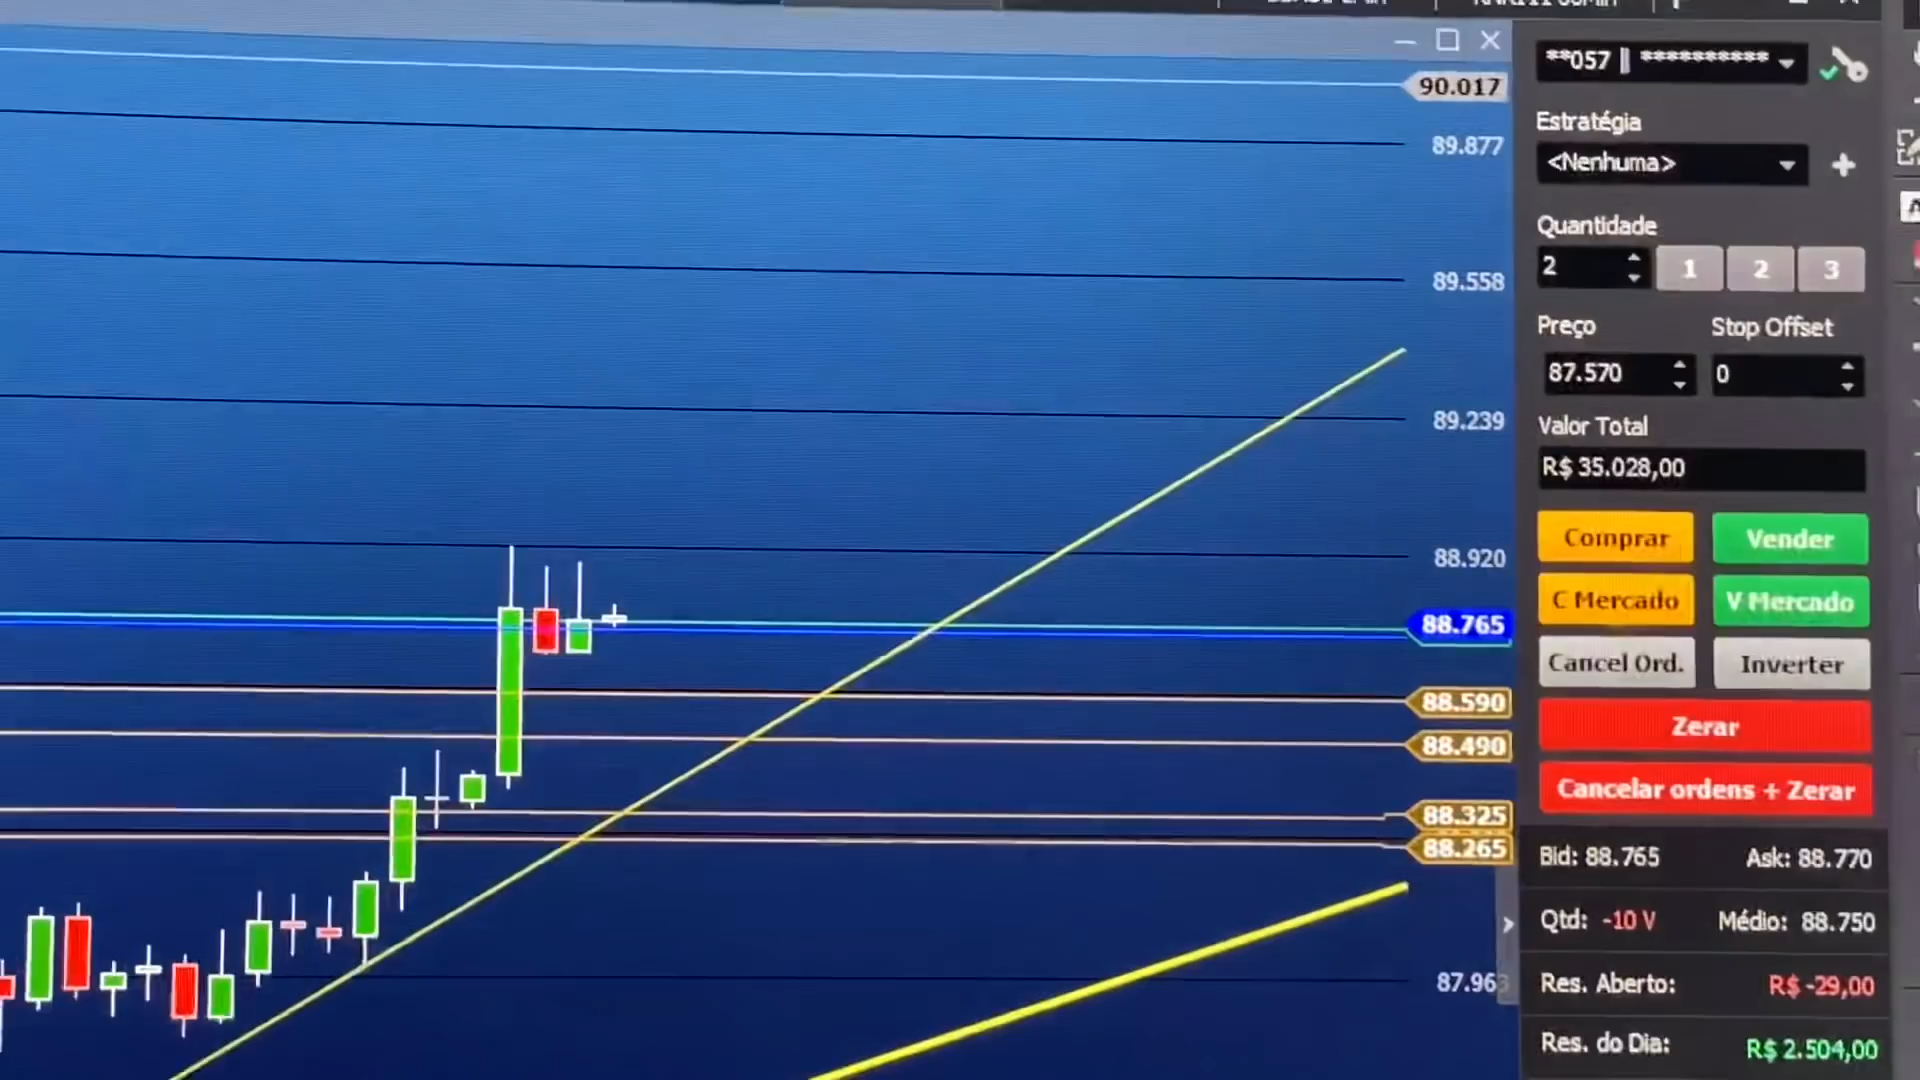 90.017
89.877
89.558
89.239
88.920
88.765
88.590
88.490
88.325
88.265
87.963
**057 || **********
Estratégia
<Nenhuma>
Quantidade
2 1 2 3
Preço Stop Offset
87.570 0
Valor Total
R$ 35.028,00
Comprar Vender
C Mercado V Mercado
Cancel Ord. Inverter
Zerar
Cancelar ordens + Zerar
Bid: 88.765 Ask: 88.770
Qtd: -10 V Médio: 88.750
Res. Aberto: R$ -29,00
Res. do Dia: R$ 2.504,00